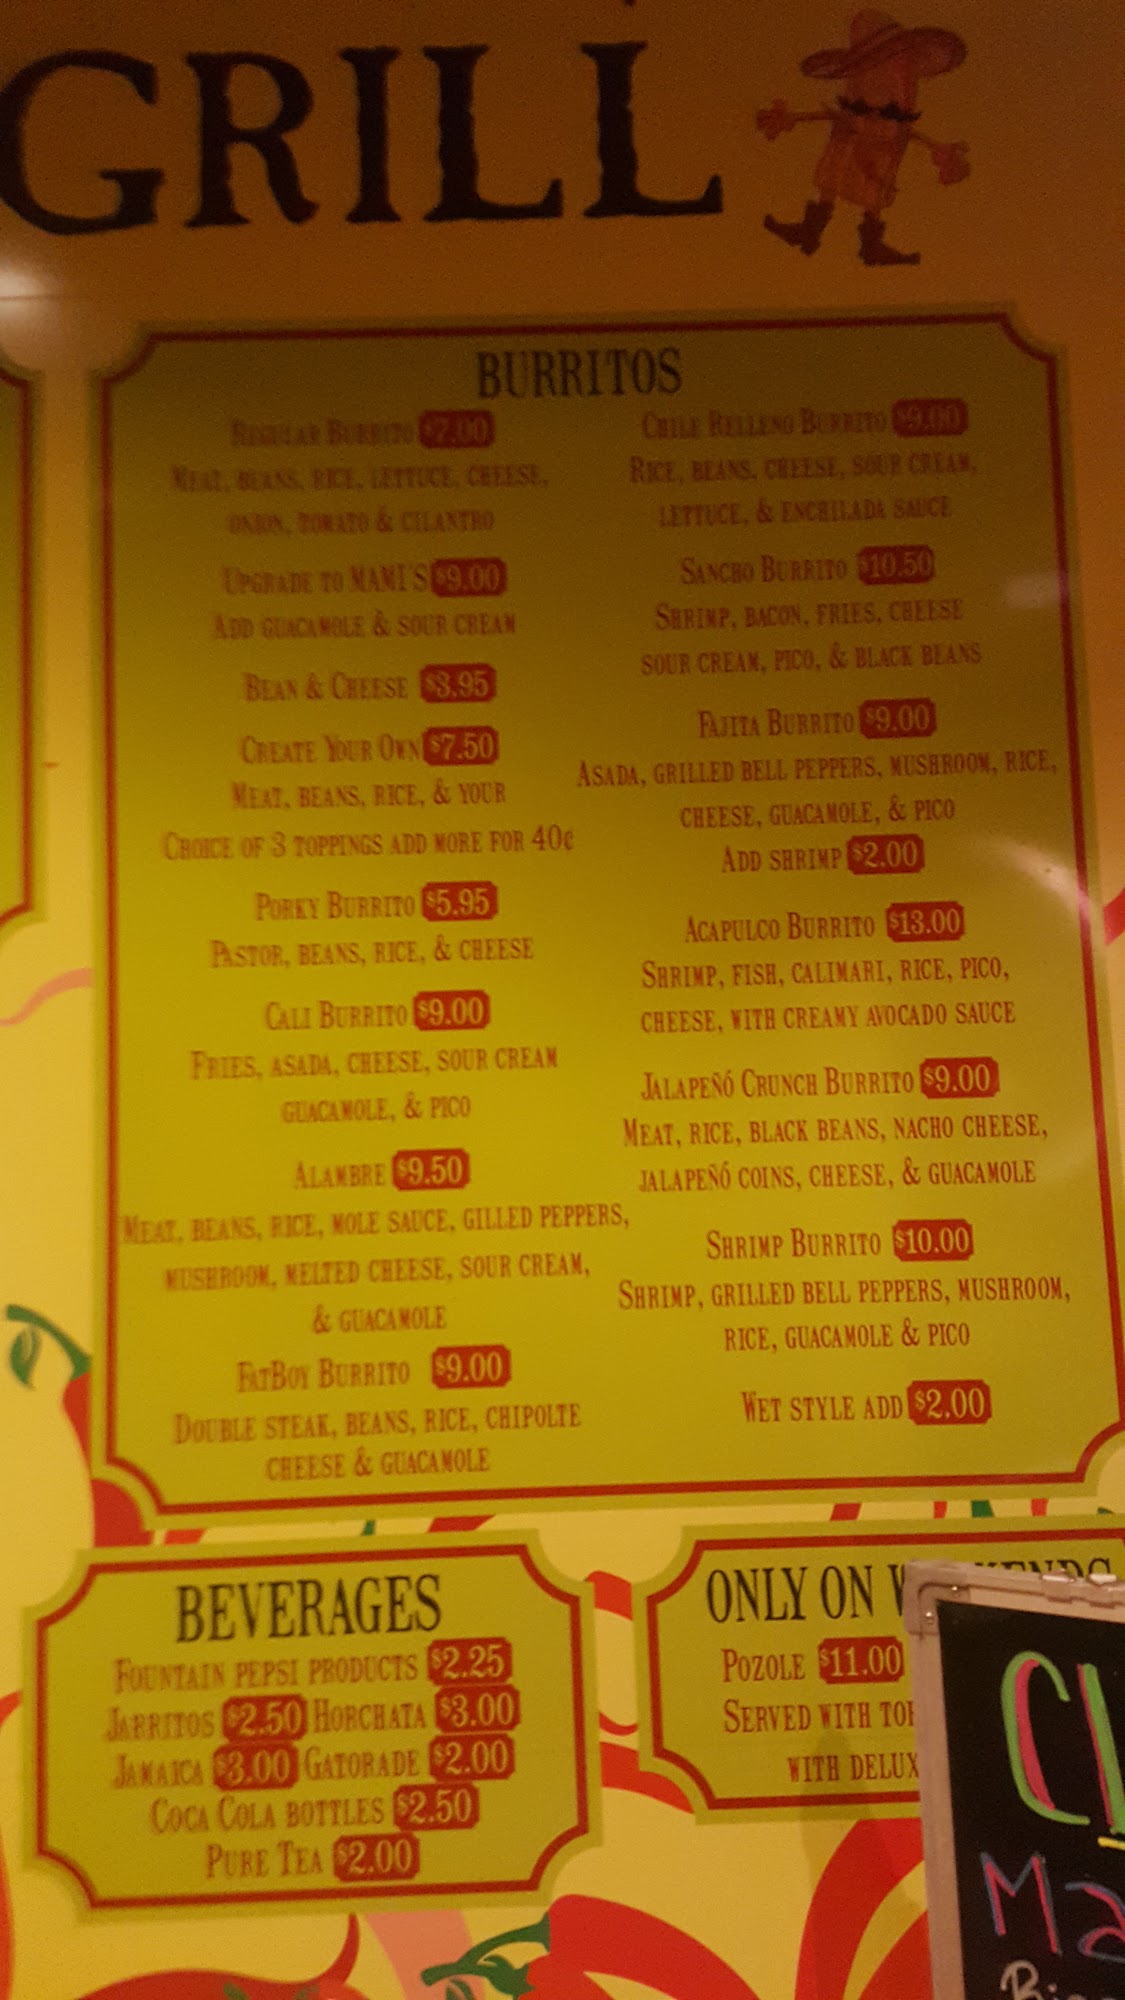 GRILL
BURRITOS
REGULAR BURRITO $7.00
MEAT, BEANS, RICE, LETTUCE, CHEESE,
ONION, TOMATO & CILANTRO
UPGRADE TO MAMI'S $9.00
ADD GUACAMOLE & SOUR CREAM
BEAN & CHEESE $3.95
CREATE YOUR OWN $7.50
MEAT, BEANS, RICE, & YOUR
CHOICE OF 3 TOPPINGS ADD MORE FOR 40¢
PORKY BURRITO $5.95
PASTOR, BEANS, RICE, & CHEESE
CALI BURRITO $9.00
FRIES, ASADA, CHEESE, SOUR CREAM
GUACAMOLE, & PICO
ALAMBRE $9.50
MEAT, BEANS, RICE, MOLE SAUCE, GILLED PEPPERS,
MUSHROOM, MELTED CHEESE, SOUR CREAM,
& GUACAMOLE
FATBOY BURRITO $9.00
DOUBLE STEAK, BEANS, RICE, CHIPOLTE
CHEESE & GUACAMOLE
CHILE RELLENO BURRITO $9.00
RICE, BEANS, CHEESE, SOUR CREAM,
LETTUCE, & ENCHILADA SAUCE
SANCHO BURRITO $10.50
SHRIMP, BACON, FRIES, CHEESE
SOUR CREAM, PICO, & BLACK BEANS
FAJITA BURRITO $9.00
ASADA, GRILLED BELL PEPPERS, MUSHROOM, RICE,
CHEESE, GUACAMOLE, & PICO
ADD SHRIMP $2.00
ACAPULCO BURRITO $13.00
SHRIMP, FISH, CALIMARI, RICE, PICO,
CHEESE, WITH CREAMY AVOCADO SAUCE
JALAPEÑÓ CRUNCH BURRITO $9.00
MEAT, RICE, BLACK BEANS, NACHO CHEESE,
JALAPEÑÓ COINS, CHEESE, & GUACAMOLE
SHRIMP BURRITO $10.00
SHRIMP, GRILLED BELL PEPPERS, MUSHROOM,
RICE, GUACAMOLE & PICO
WET STYLE ADD $2.00
BEVERAGES
FOUNTAIN PEPSI PRODUCTS $2.25
JARRITOS $2.50 HORCHATA $3.00
JAMAICA $3.00 GATORADE $2.00
COCA COLA BOTTLES $2.50
PURE TEA $2.00
ONLY ON
POZOLE $11.00
SERVED WITH
WITH